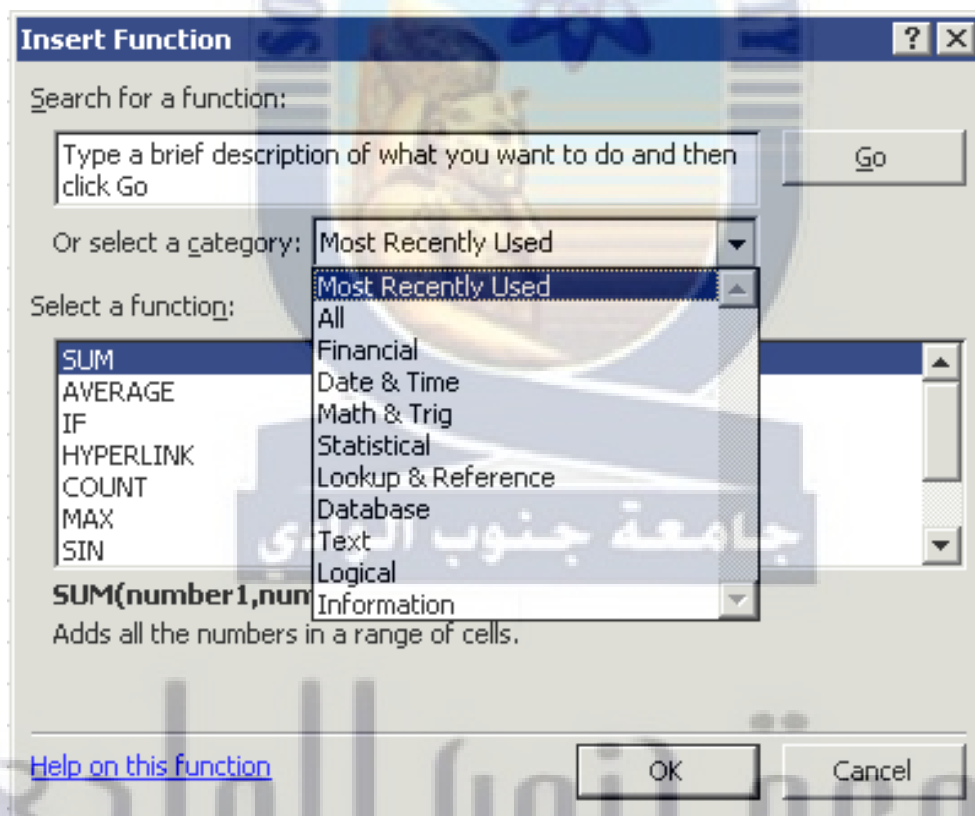 Insert Function
Search for a function:
Type a brief description of what you want to do and then
click Go
Go
Or select a category:
Most Recently Used
Most Recently Used
All
Financial
Date & Time
Math & Trig
Statistical
Lookup & Reference
Database
Text
Logical
Information
Select a function:
SUM
AVERAGE
IF
HYPERLINK
COUNT
MAX
SIN
SUM(number1,num
Adds all the numbers in a range of cells.
Help on this function
OK
Cancel
جامعة جنوب الوادي